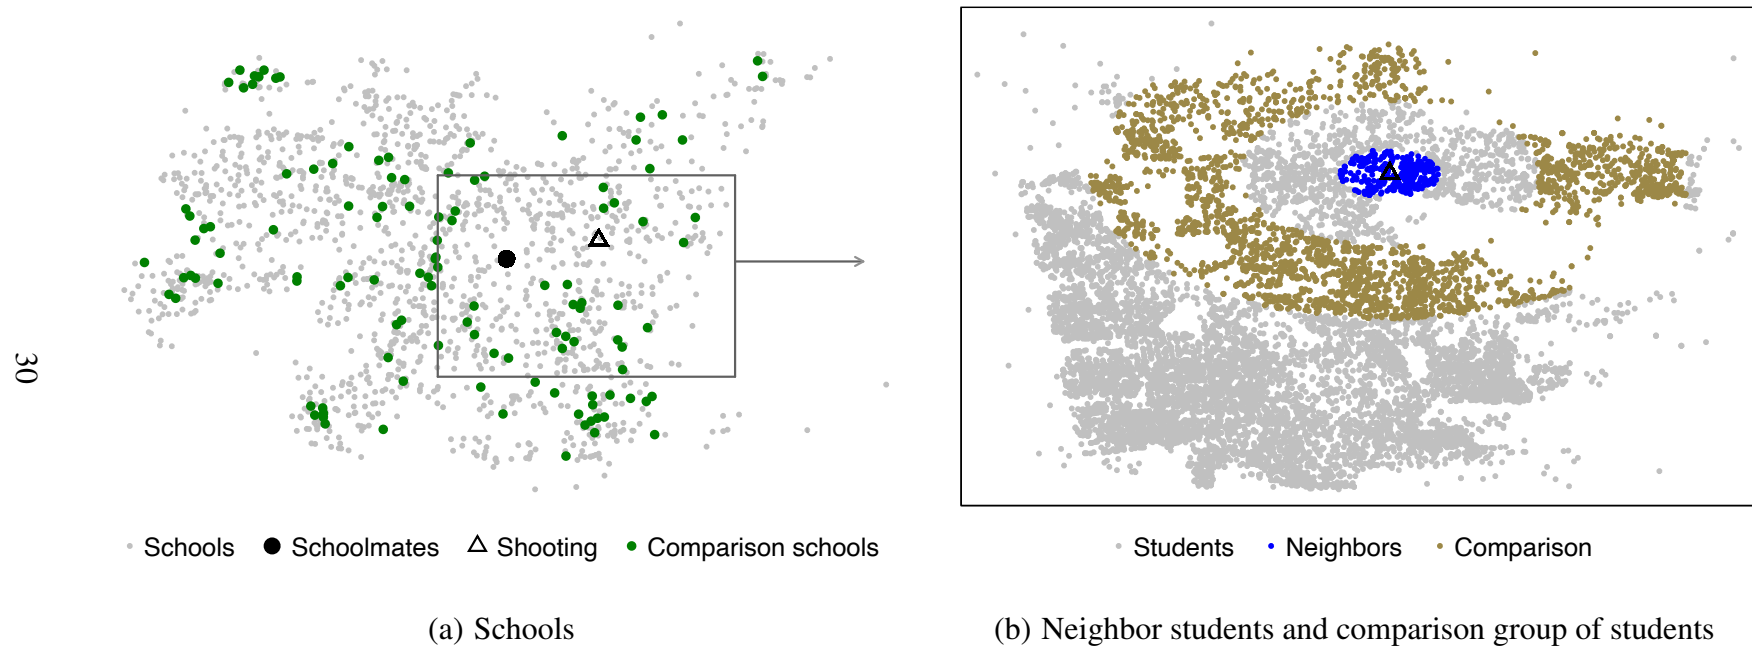 30
Schools Schoolmates Shooting Comparison schools
Students Neighbors Comparison
(a) Schools
(b) Neighbor students and comparison group of students